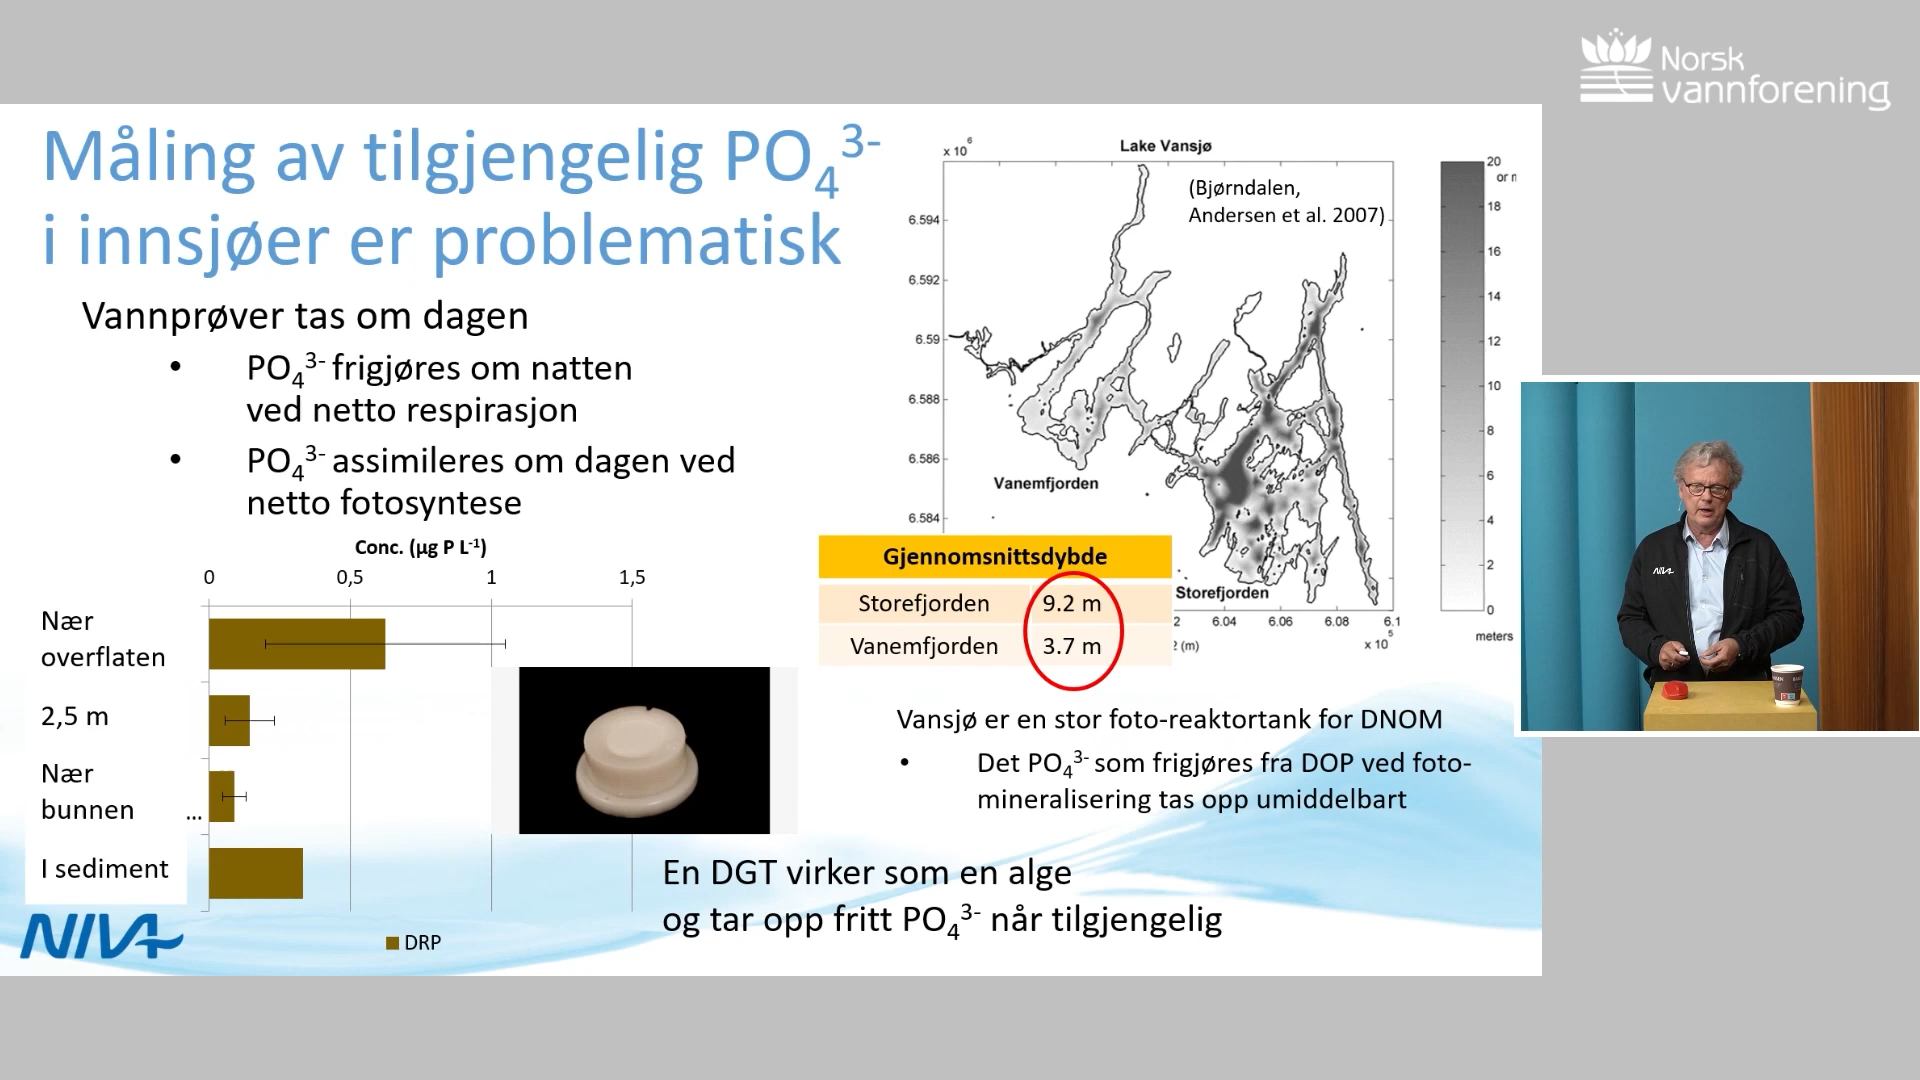 Norsk
vannforening
Måling av tilgjengelig PO₄³⁻
i innsjøer er problematisk
Vannprøver tas om dagen
• PO₄³⁻ frigjøres om natten
ved netto respirasjon
• PO₄³⁻ assimileres om dagen ved
netto fotosyntese
Conc. (µg P L⁻¹)
0 0,5 1 1,5
Nær
overflaten
2,5 m
Nær
bunnen
...
I sediment
DRP
NIVA
Lake Vansjø
x 10⁶
(Bjørndalen,
Andersen et al. 2007)
6.594
6.592
6.59
6.588
6.586
6.584
Vanemfjorden
Storefjorden
2 6.04 6.06 6.08 6.1
(m)
x 10⁵
20
18
16
14
12
10
8
6
4
2
0
meters
Gjennomsnittsdybde
Storefjorden 9.2 m
Vanemfjorden 3.7 m
Vansjø er en stor foto-reaktortank for DNOM
• Det PO₄³⁻ som frigjøres fra DOP ved foto-
mineralisering tas opp umiddelbart
En DGT virker som en alge
og tar opp fritt PO₄³⁻ når tilgjengelig
NIVA